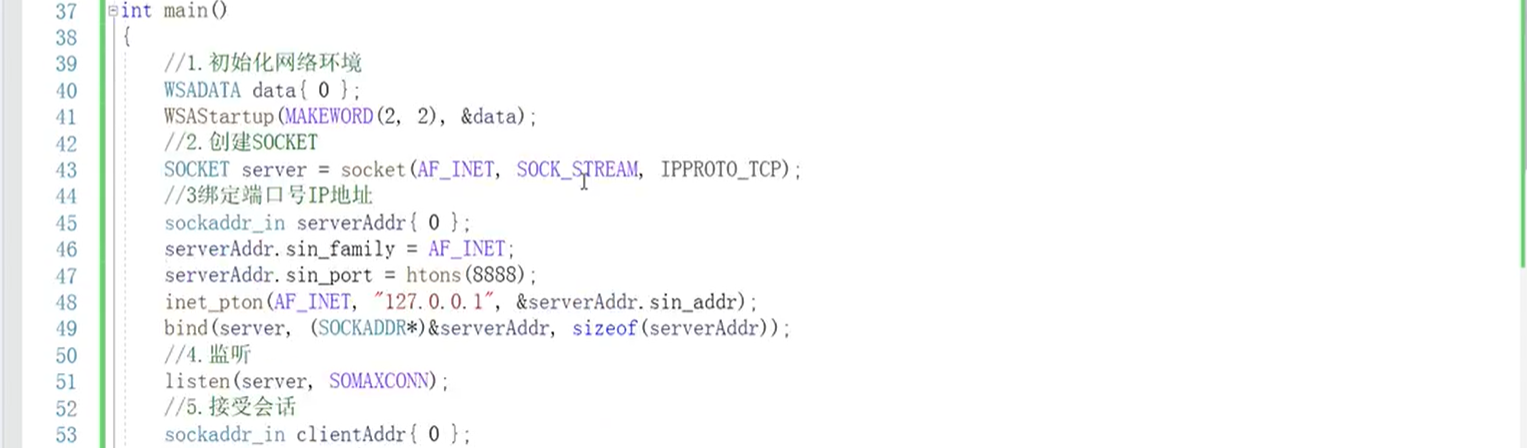 37 int main()
38 {
39 //1.初始化网络环境
40 WSADATA data{ 0 };
41 WSAStartup(MAKEWORD(2, 2), &data);
42 //2.创建SOCKET
43 SOCKET server = socket(AF_INET, SOCK_STREAM, IPPROTO_TCP);
44 //3绑定端口号IP地址
45 sockaddr_in serverAddr{ 0 };
46 serverAddr.sin_family = AF_INET;
47 serverAddr.sin_port = htons(8888);
48 inet_pton(AF_INET, "127.0.0.1", &serverAddr.sin_addr);
49 bind(server, (SOCKADDR*)&serverAddr, sizeof(serverAddr));
50 //4.监听
51 listen(server, SOMAXCONN);
52 //5.接受会话
53 sockaddr_in clientAddr{ 0 };